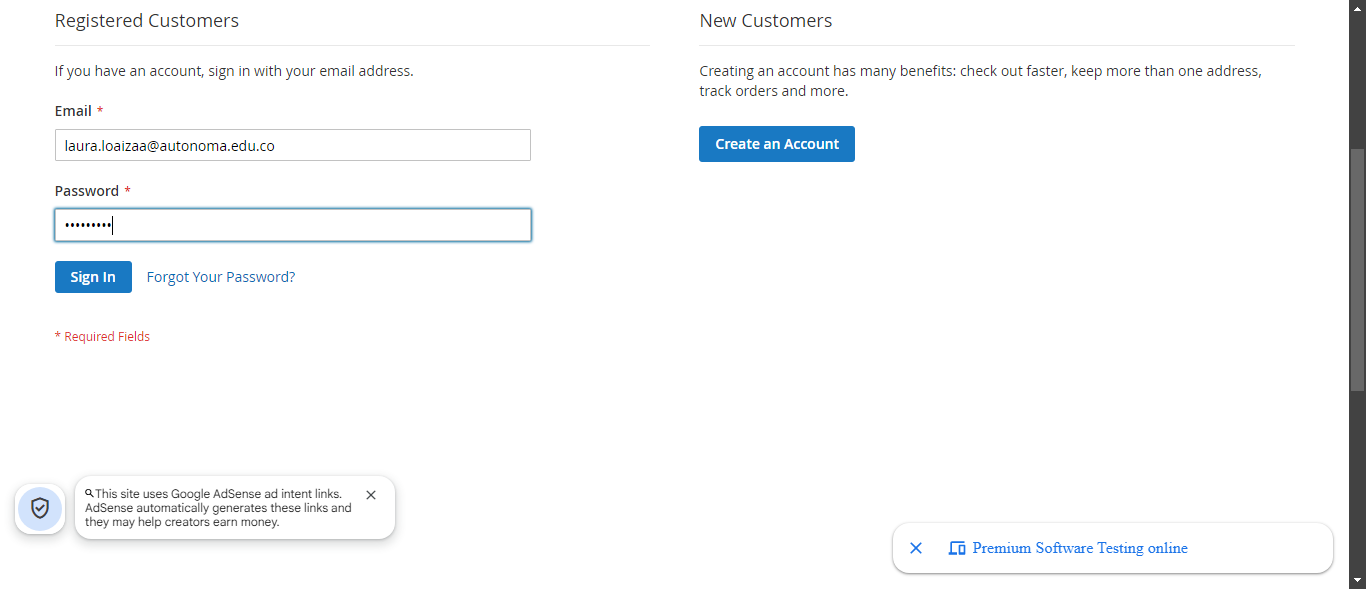 Registered Customers
If you have an account, sign in with your email address.
Email *
laura.loaizaa@autonoma.edu.co
Password *
•••••••••
Sign In
Forgot Your Password?
* Required Fields
New Customers
Creating an account has many benefits: check out faster, keep more than one address,
track orders and more.
Create an Account
This site uses Google AdSense ad intent links.
AdSense automatically generates these links and
they may help creators earn money.
Premium Software Testing online